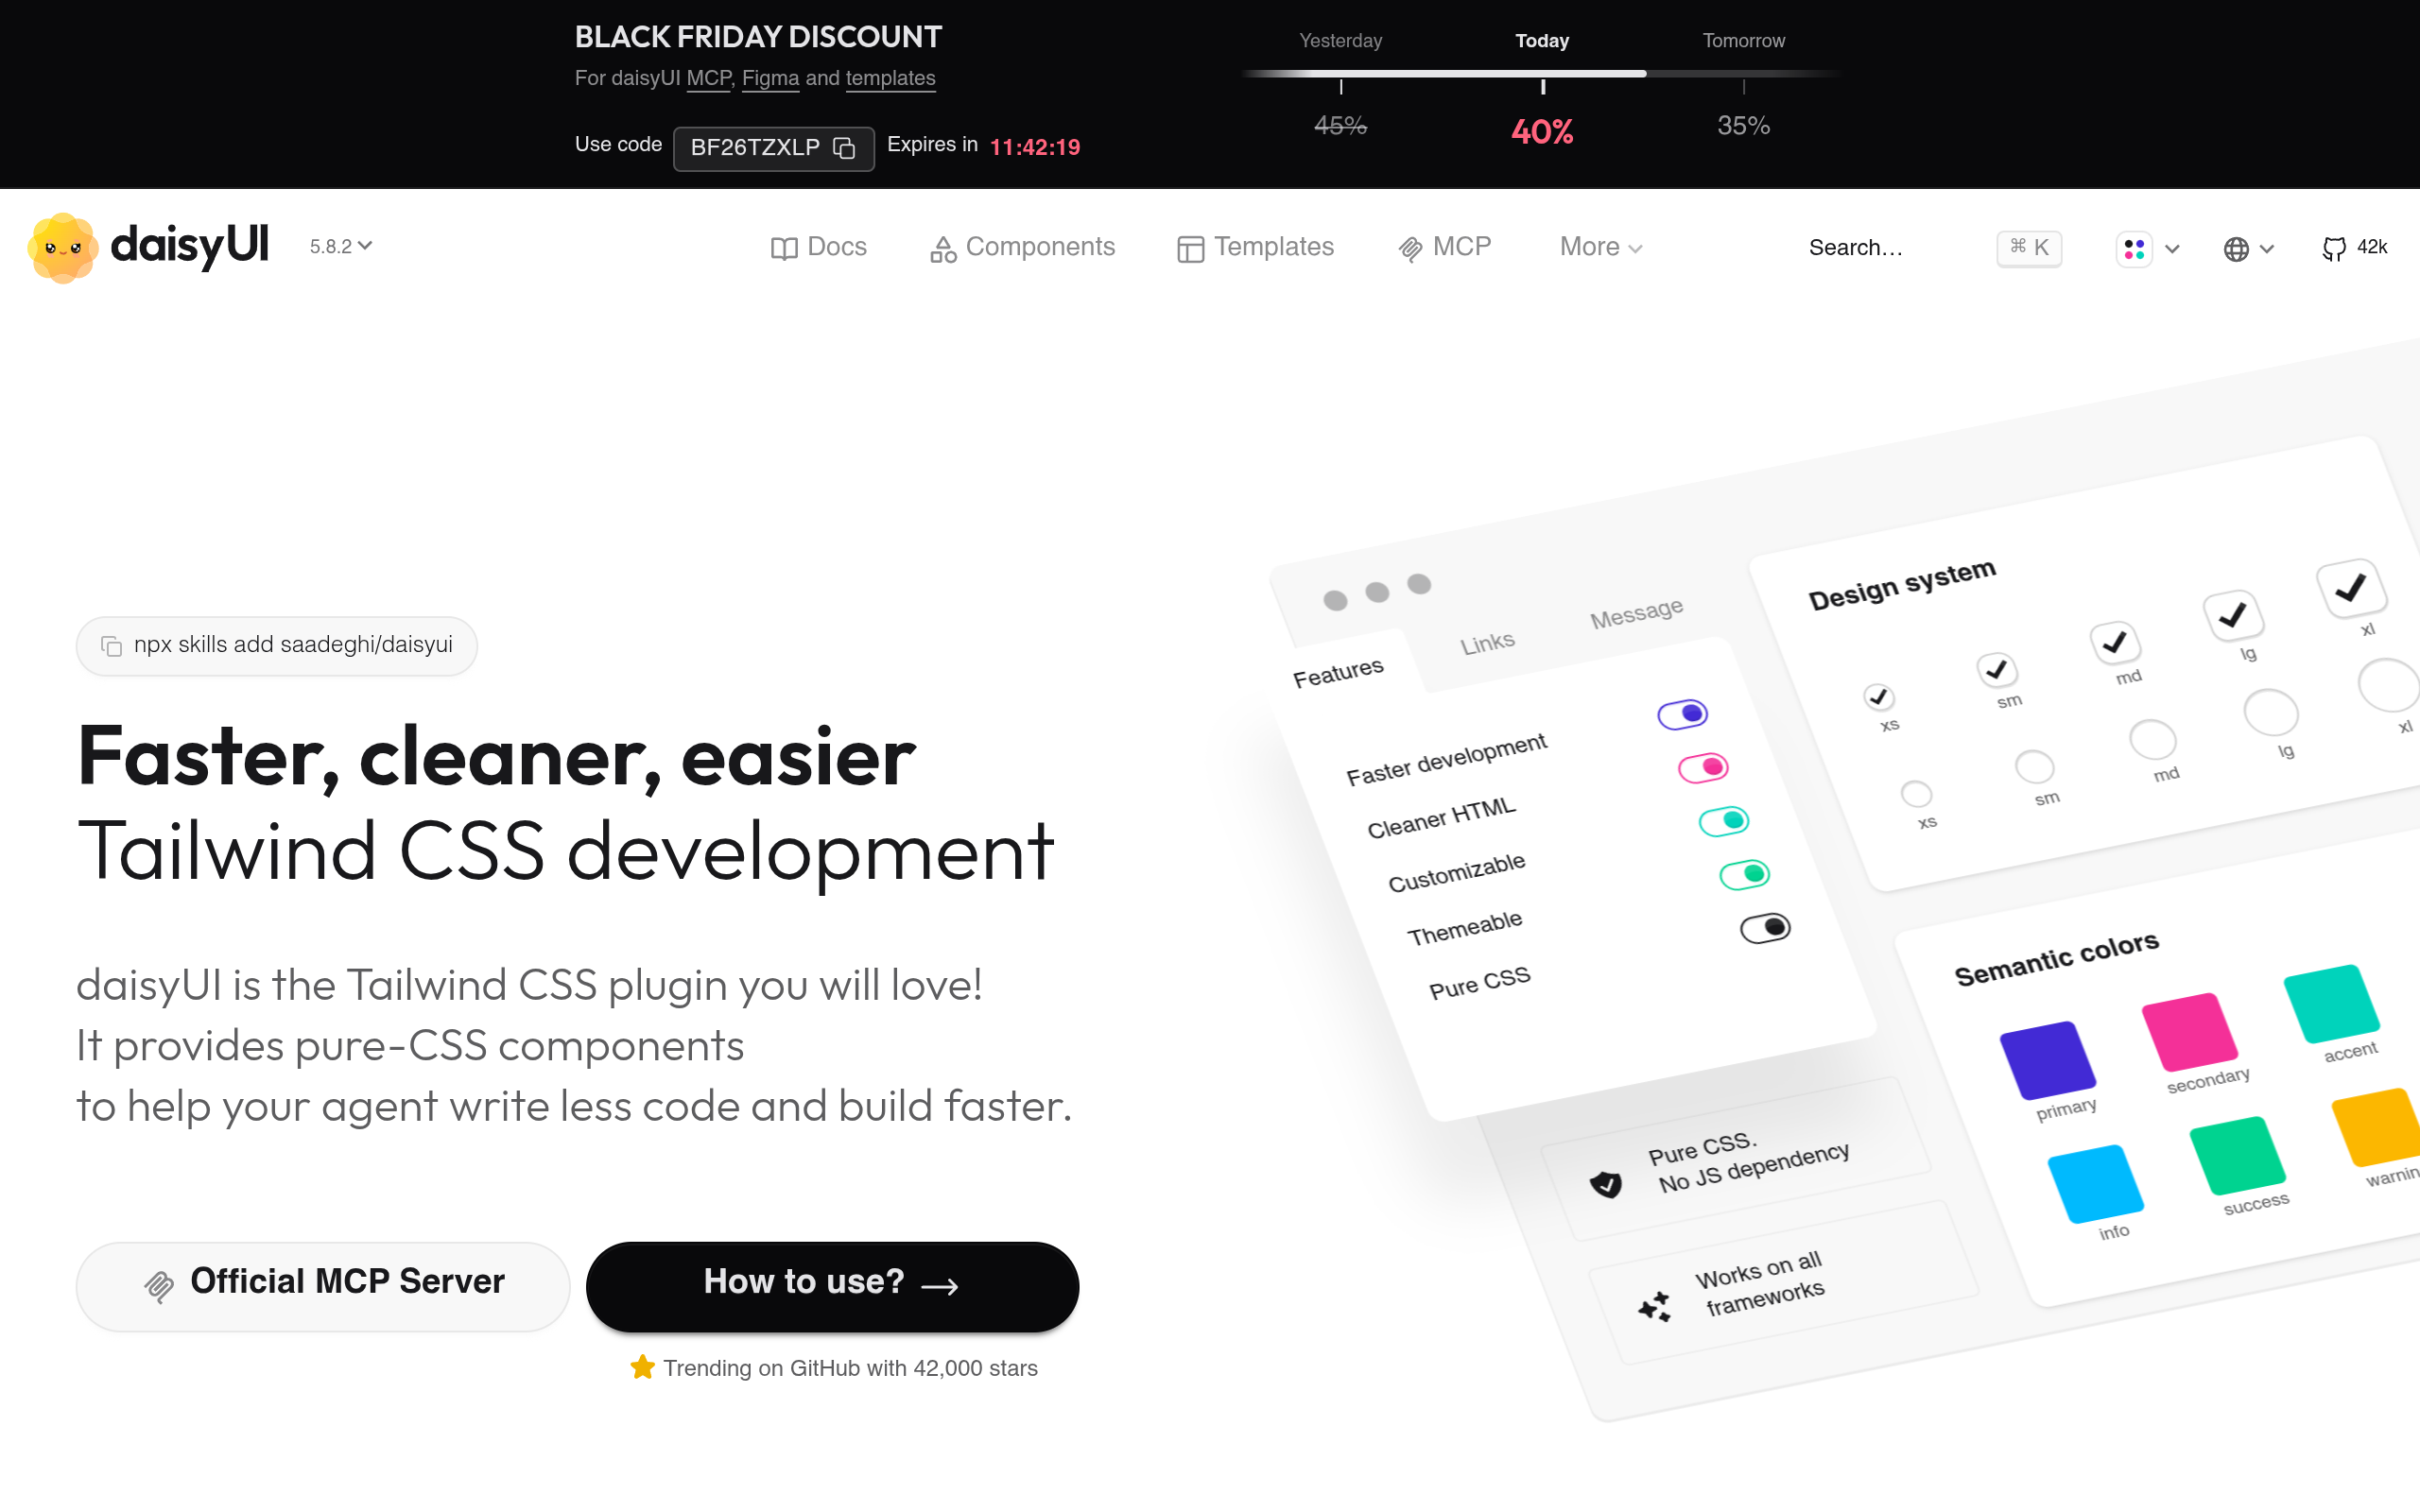 BLACK FRIDAY DISCOUNT
For daisyUI MCP, Figma and templates
Use code BF26TZXLP Expires in 11:42:19
Yesterday Today Tomorrow
45% 40% 35%
daisyUI 5.8.2 Docs Components Templates MCP More Search... ⌘ K 42k
npx skills add saadeghi/daisyui
Faster, cleaner, easier
Tailwind CSS development
daisyUI is the Tailwind CSS plugin you will love!
It provides pure-CSS components
to help your agent write less code and build faster.
Official MCP Server How to use?
Trending on GitHub with 42,000 stars
Features Links Message
Faster development
Cleaner HTML
Customizable
Themeable
Pure CSS
Pure CSS.
No JS dependency
Works on all
frameworks
Design system
xs sm md lg xl
xs sm md lg xl
Semantic colors
primary secondary accent
info success warnin